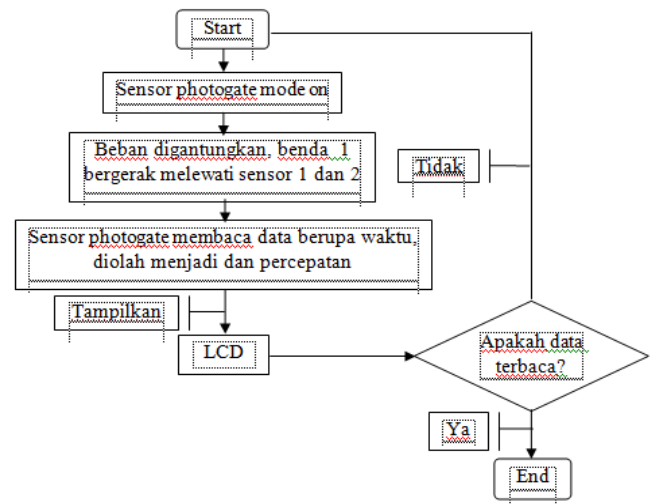 Start
Sensor photogate mode on
Beban digantungkan, benda 1
bergerak melewati sensor 1 dan 2
Tidak
Sensor photogate membaca data berupa waktu,
diolah menjadi dan percepatan
Tampilkan
LCD
Apakah data
terbaca?
Ya
End